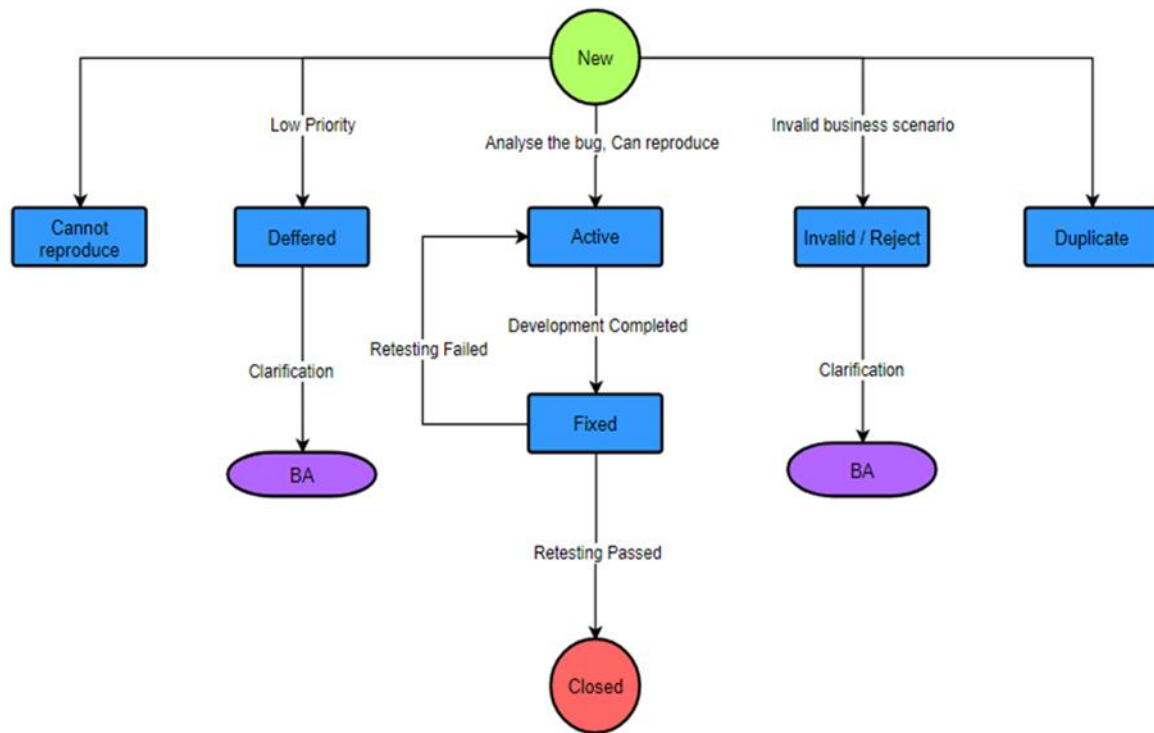 New
Low Priority
Analyse the bug, Can reproduce
Invalid business scenario
Cannot
reproduce
Deffered
Active
Invalid / Reject
Duplicate
Development Completed
Retesting Failed
Clarification
Clarification
Fixed
BA
BA
Retesting Passed
Closed